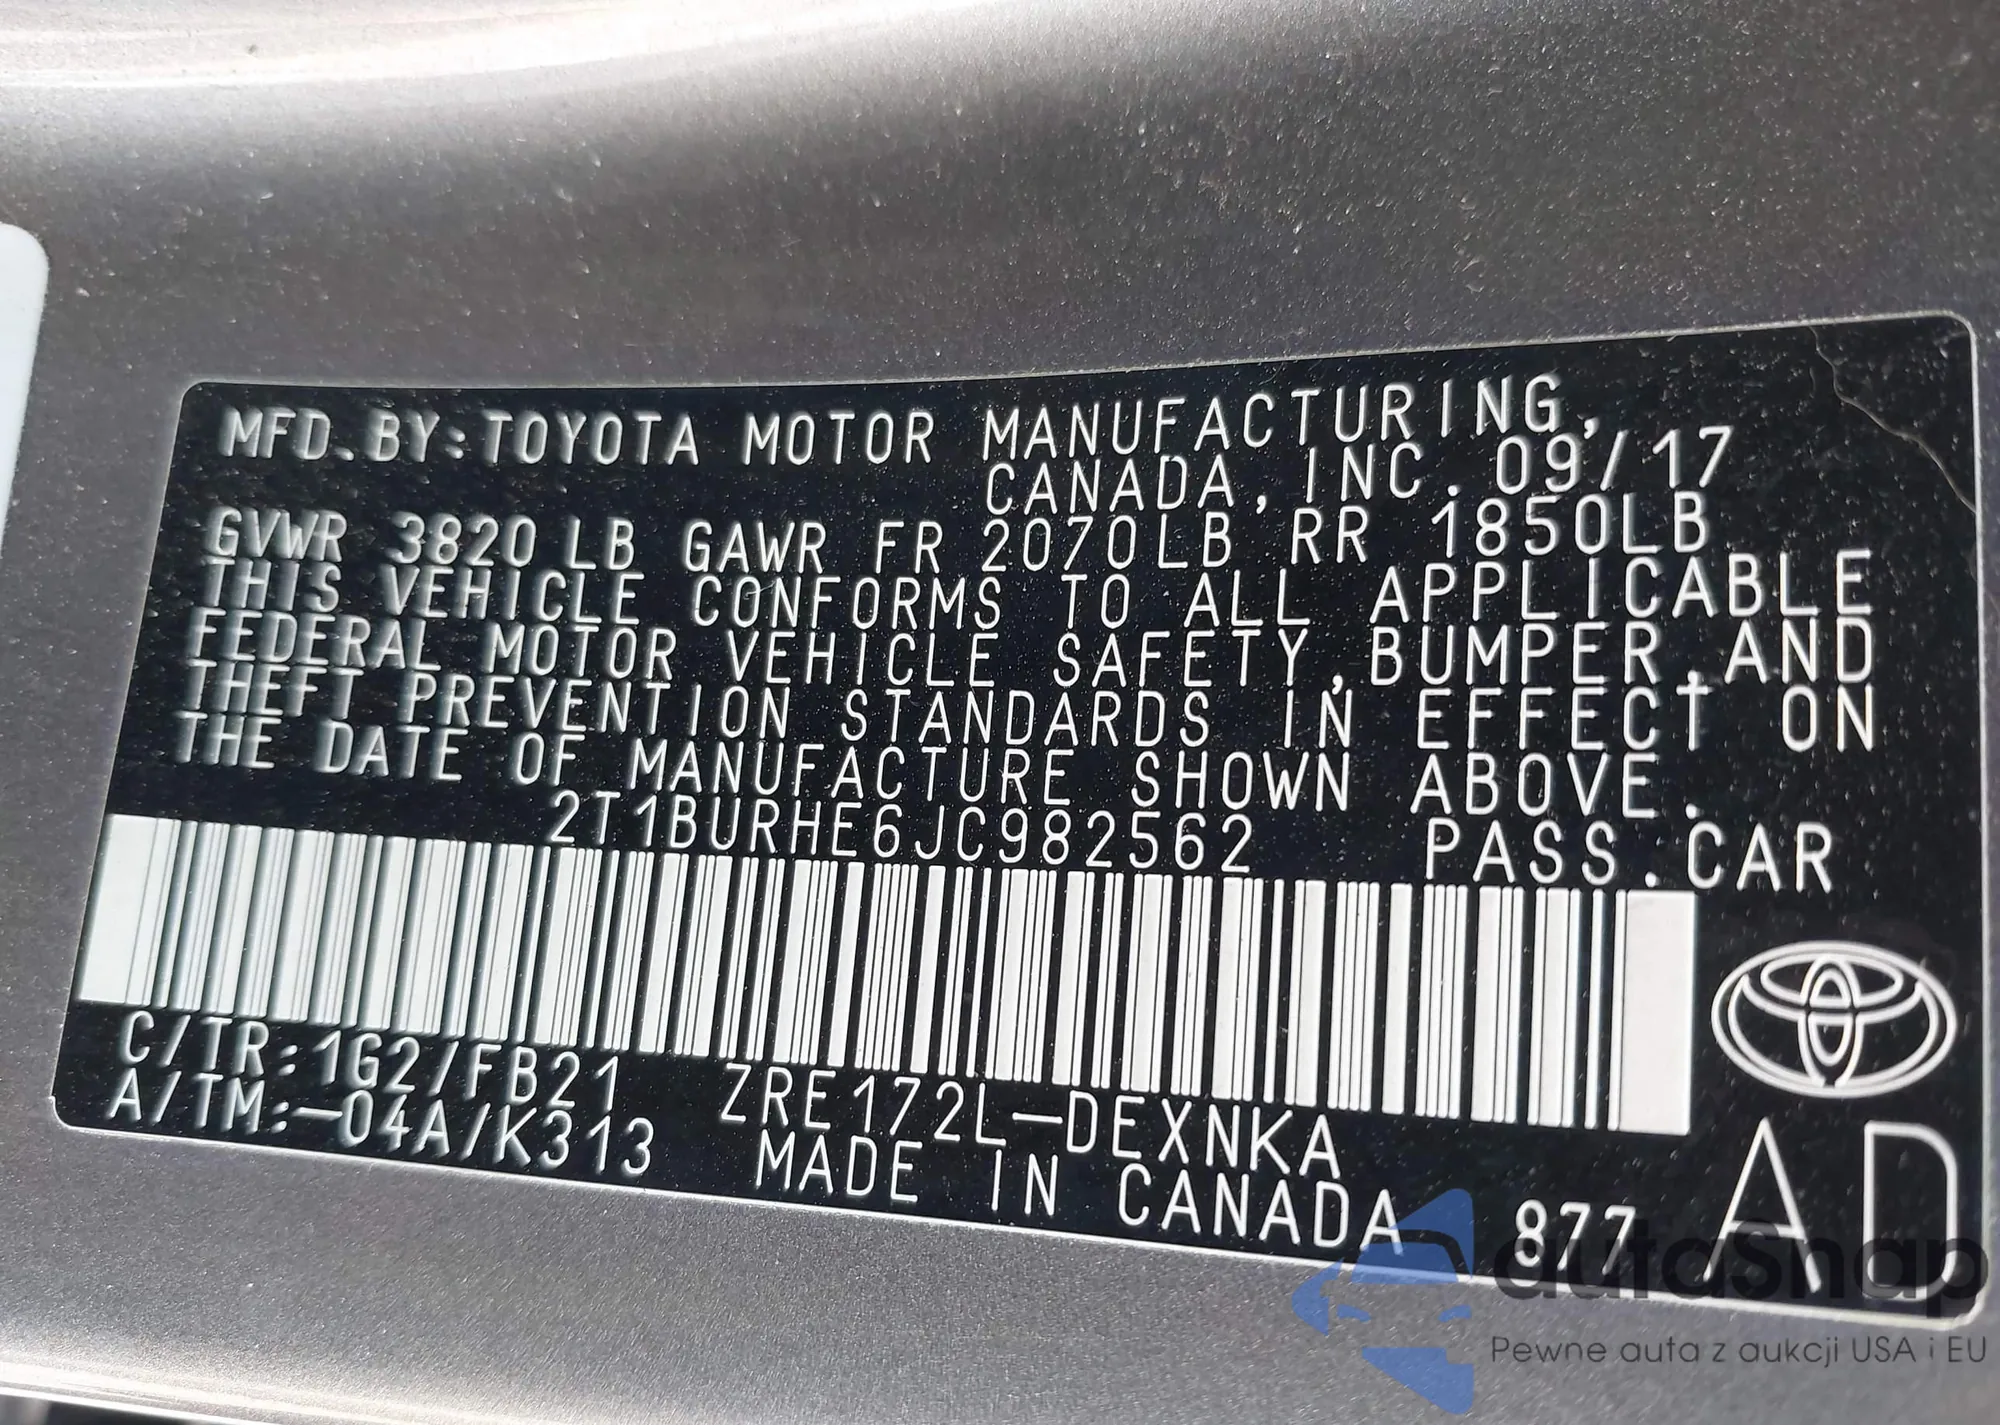 MFD. BY: TOYOTA MOTOR MANUFACTURING,
CANADA, INC. 09/17
GVWR 3820 LB GAWR FR 2070LB RR 1850LB
THIS VEHICLE CONFORMS TO ALL APPLICABLE
FEDERAL MOTOR VEHICLE SAFETY, BUMPER, AND
THEFT PREVENTION STANDARDS IN EFFECT ON
THE DATE OF MANUFACTURE SHOWN ABOVE.
2T1BURHE6JC982562 PASS. CAR
C/TR: 1G2/FB21 ZRE172L-DEXNKA
A/TM: -04A/K313 MADE IN CANADA 877 AD
autaSnap
Pewne auta z aukcji USA i EU